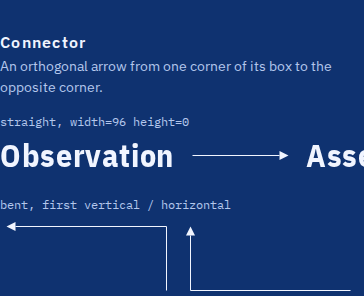 Connector
An orthogonal arrow from one corner of its box to the
opposite corner.
straight, width=96 height=0
Observation
bent, first vertical / horizontal